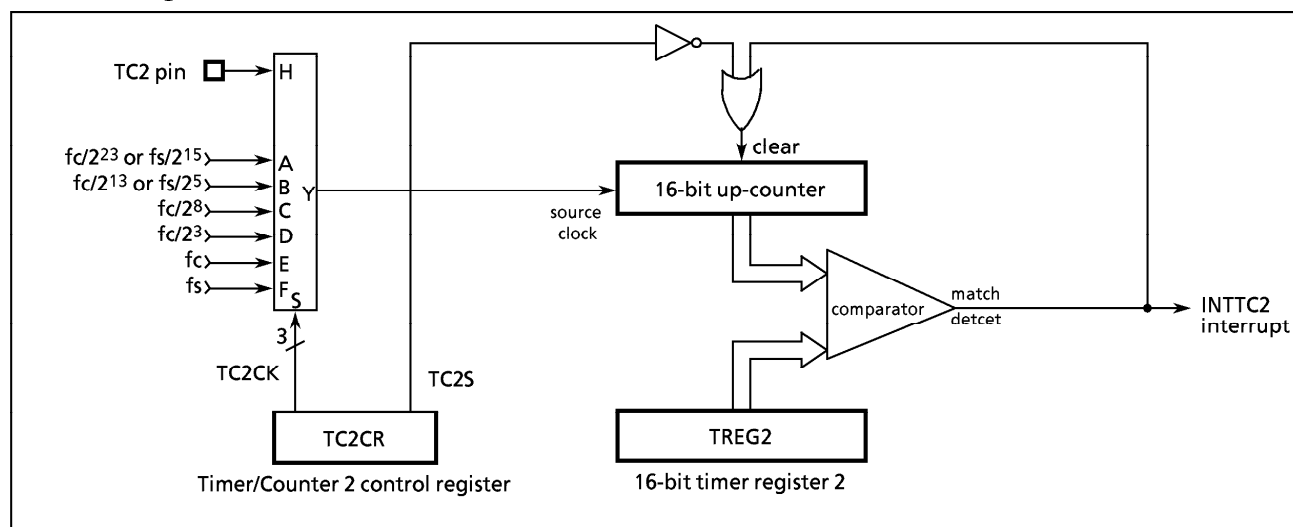 TC2 pin
H
fc/2²³ or fs/2¹⁵
A
fc/2¹³ or fs/2⁵
B
Y
fc/2⁸
C
fc/2³
D
fc
E
fs
F
S
3
TC2CK
TC2S
TC2CR
Timer/Counter 2 control register
clear
16-bit up-counter
source
clock
comparator
match
detcet
INTTC2
interrupt
TREG2
16-bit timer register 2